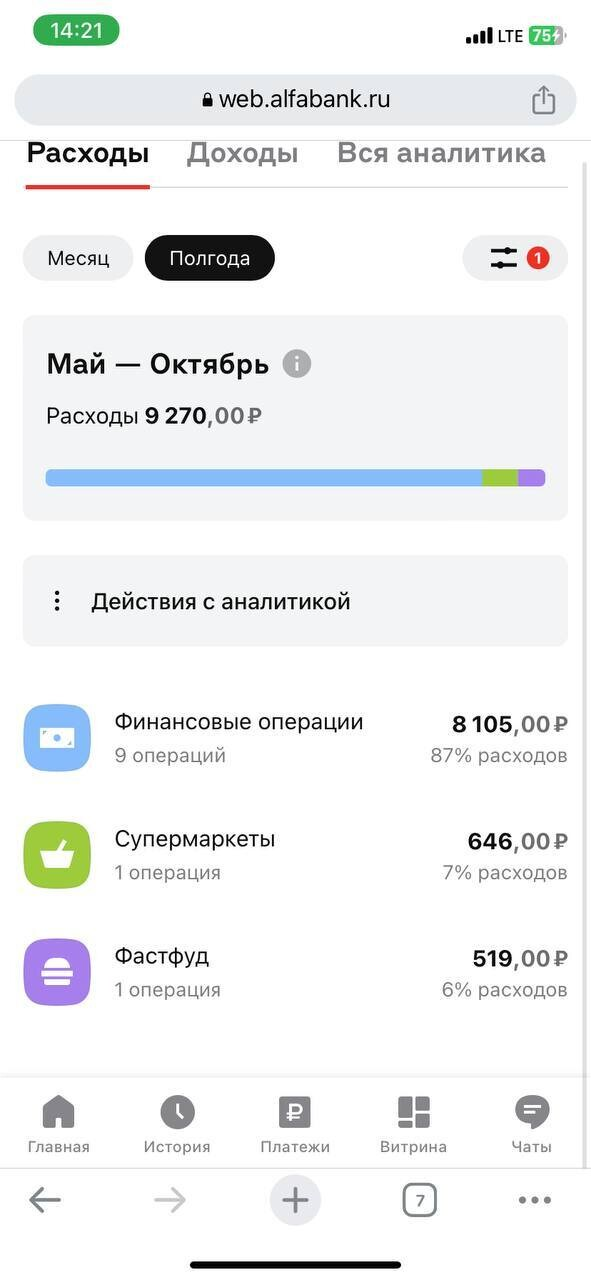 14:21
LTE 75
web.alfabank.ru
Расходы Доходы Вся аналитика
Месяц Полгода 1
Май — Октябрь i
Расходы 9 270,00 ₽
Действия с аналитикой
Финансовые операции 8 105,00 ₽
9 операций 87% расходов
Супермаркеты 646,00 ₽
1 операция 7% расходов
Фастфуд 519,00 ₽
1 операция 6% расходов
Главная История Платежи Витрина Чаты
7